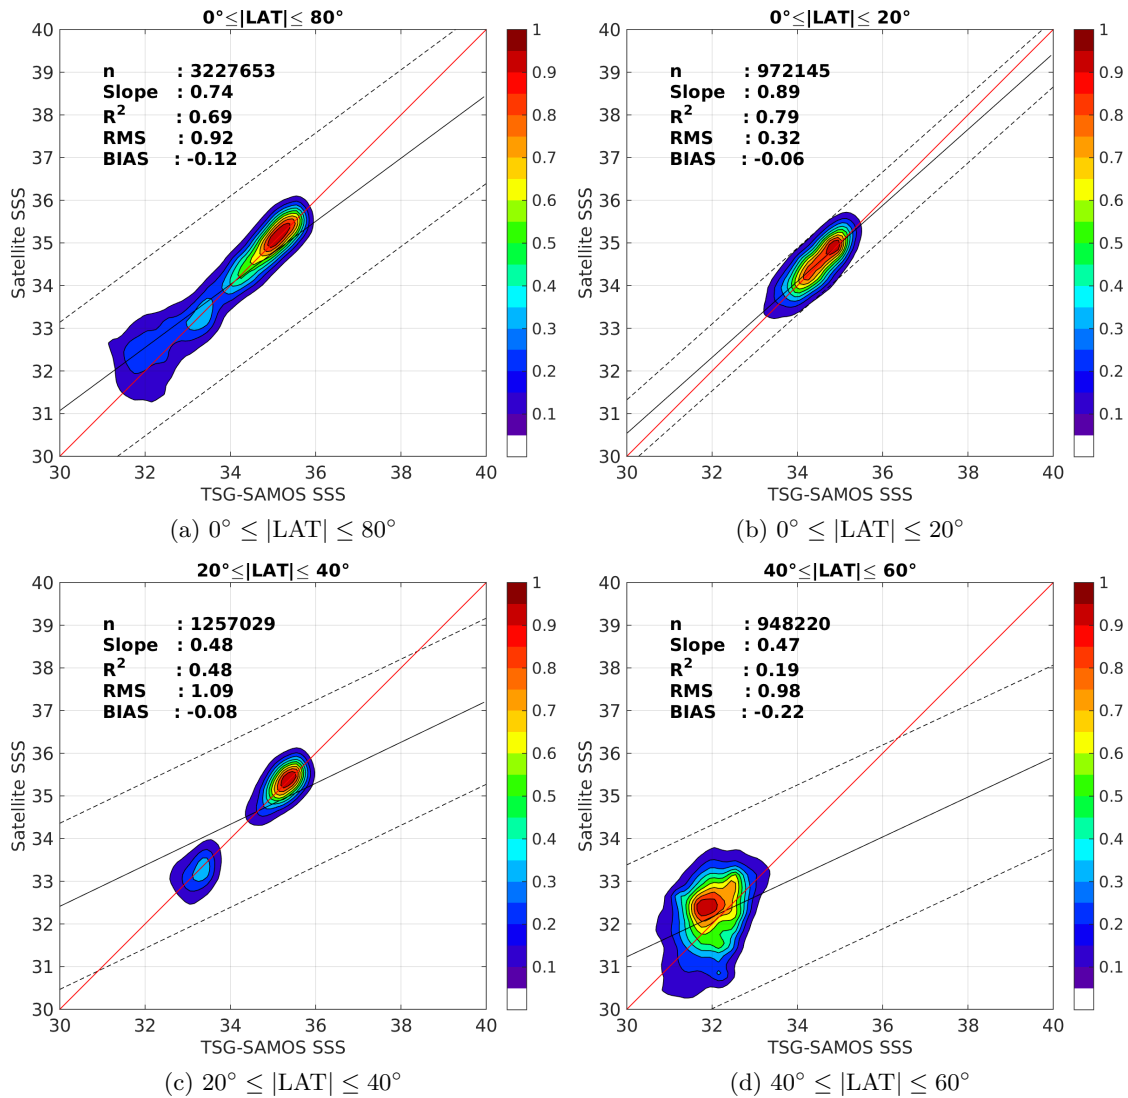 0°≤|LAT|≤ 80°
n : 3227653
Slope : 0.74
R² : 0.69
RMS : 0.92
BIAS : -0.12
40
39
38
37
36
35
34
33
32
31
30
30 32 34 36 38 40
Satellite SSS
TSG-SAMOS SSS
1
0.9
0.8
0.7
0.6
0.5
0.4
0.3
0.2
0.1
(a) 0° ≤ |LAT| ≤ 80°
0°≤|LAT|≤ 20°
n : 972145
Slope : 0.89
R² : 0.79
RMS : 0.32
BIAS : -0.06
40
39
38
37
36
35
34
33
32
31
30
30 32 34 36 38 40
Satellite SSS
TSG-SAMOS SSS
1
0.9
0.8
0.7
0.6
0.5
0.4
0.3
0.2
0.1
(b) 0° ≤ |LAT| ≤ 20°
20°≤|LAT|≤ 40°
n : 1257029
Slope : 0.48
R² : 0.48
RMS : 1.09
BIAS : -0.08
40
39
38
37
36
35
34
33
32
31
30
30 32 34 36 38 40
Satellite SSS
TSG-SAMOS SSS
1
0.9
0.8
0.7
0.6
0.5
0.4
0.3
0.2
0.1
(c) 20° ≤ |LAT| ≤ 40°
40°≤|LAT|≤ 60°
n : 948220
Slope : 0.47
R² : 0.19
RMS : 0.98
BIAS : -0.22
40
39
38
37
36
35
34
33
32
31
30
30 32 34 36 38 40
Satellite SSS
TSG-SAMOS SSS
1
0.9
0.8
0.7
0.6
0.5
0.4
0.3
0.2
0.1
(d) 40° ≤ |LAT| ≤ 60°